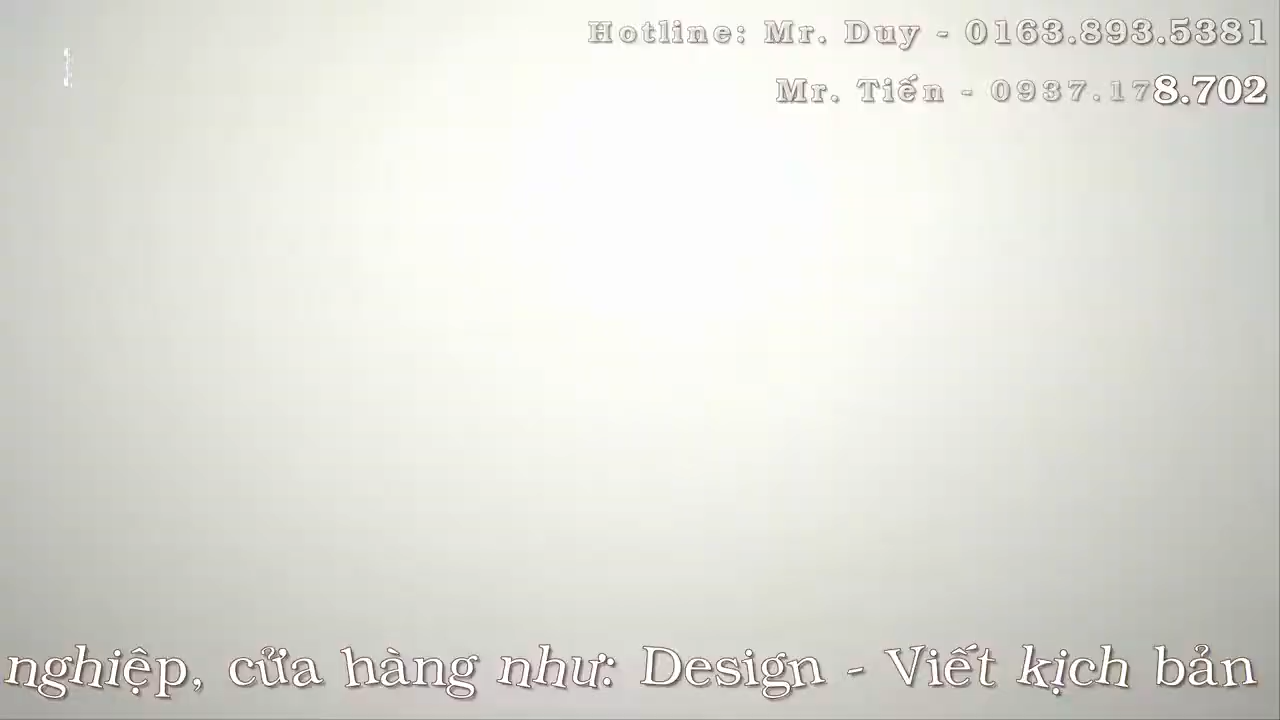 Hotline: Mr. Duy - 0163.893.5381
Mr. Tiến - 0937.178.702
nghiệp, cửa hàng như: Design - Viết kịch bản